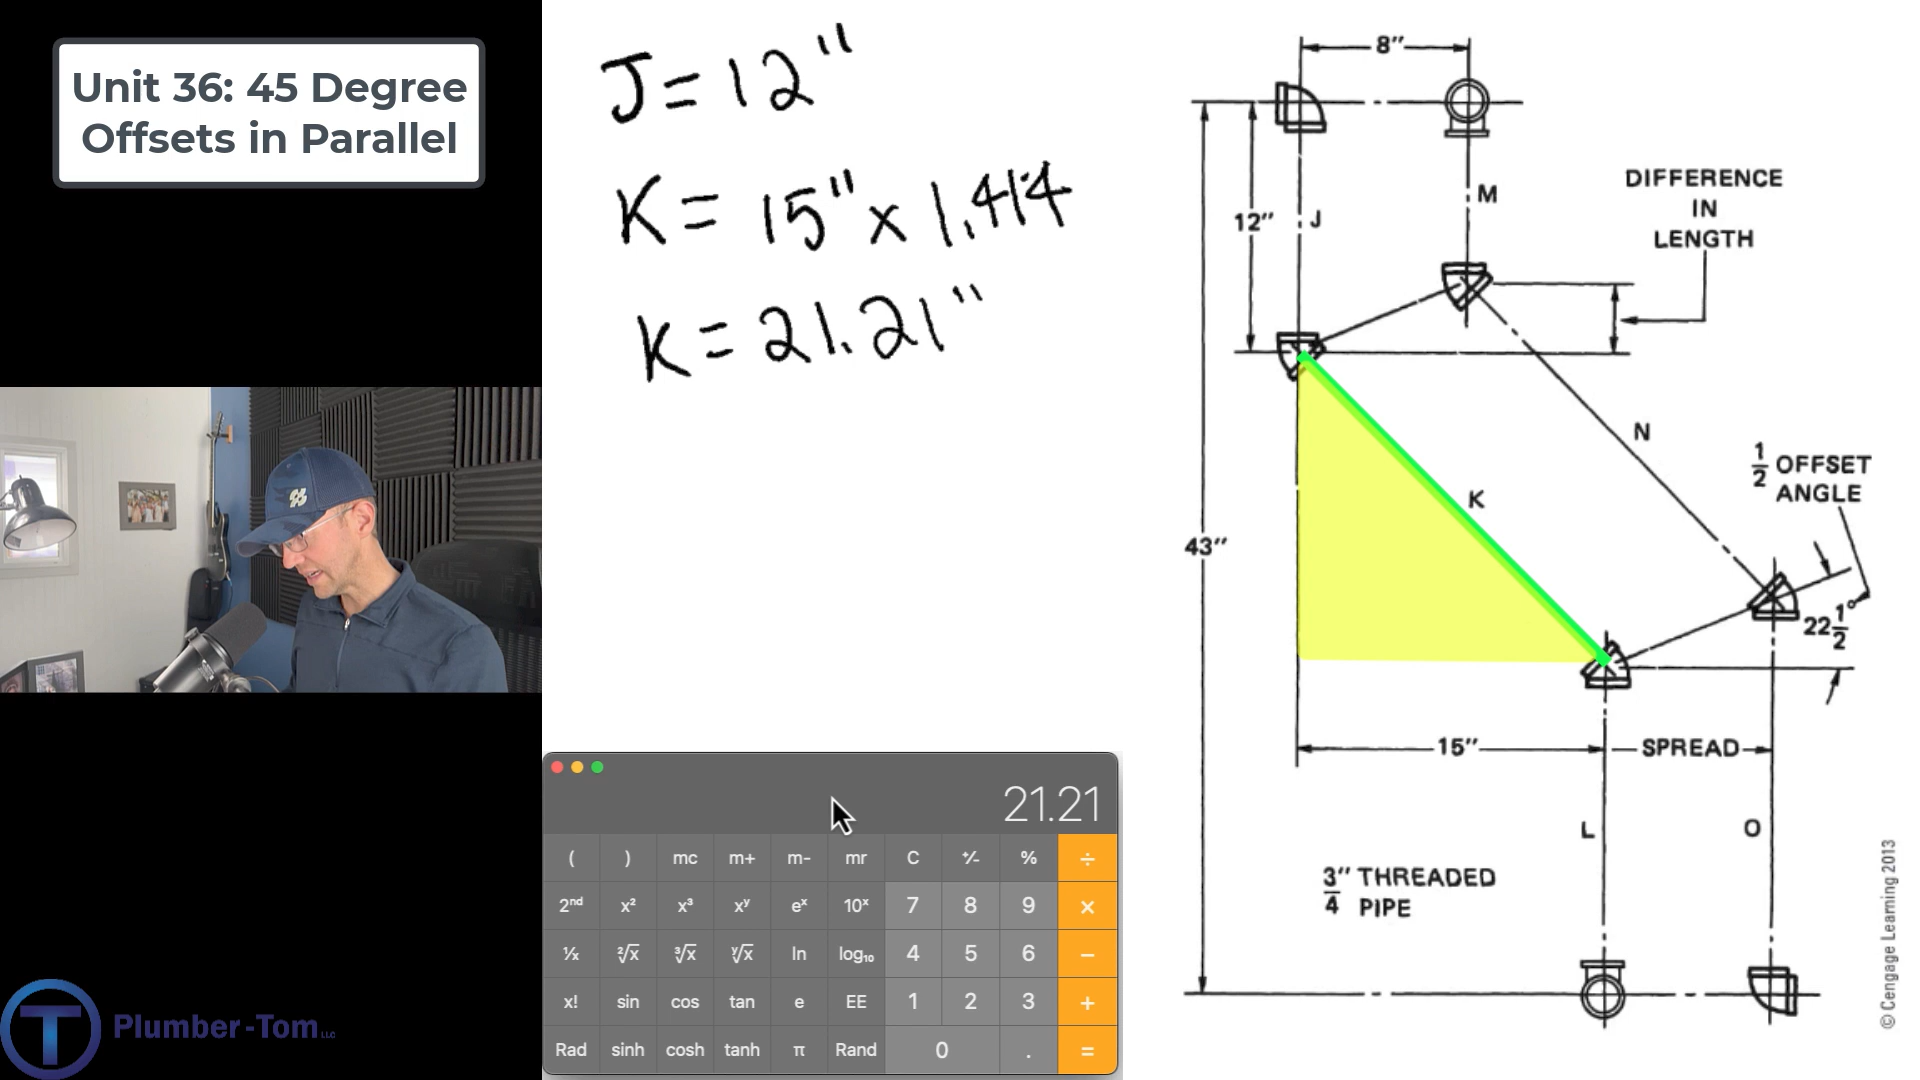 Unit 36: 45 Degree
Offsets in Parallel
J = 12"
K = 15" x 1.414
K = 21.21"
8"
12"
J
M
DIFFERENCE
IN
LENGTH
N
K
43"
1/2 OFFSET
ANGLE
22 1/2°
15"
SPREAD
L
O
3/4" THREADED
PIPE
© Cengage Learning 2013
21.21
( ) mc m+ m- mr C +/- % ÷
2nd x² x³ xʸ eˣ 10ˣ 7 8 9 ×
1/x ²√x ³√x ʸ√x ln log₁₀ 4 5 6 −
x! sin cos tan e EE 1 2 3 +
Rad sinh cosh tanh π Rand 0 . =
T Plumber-Tom LLC